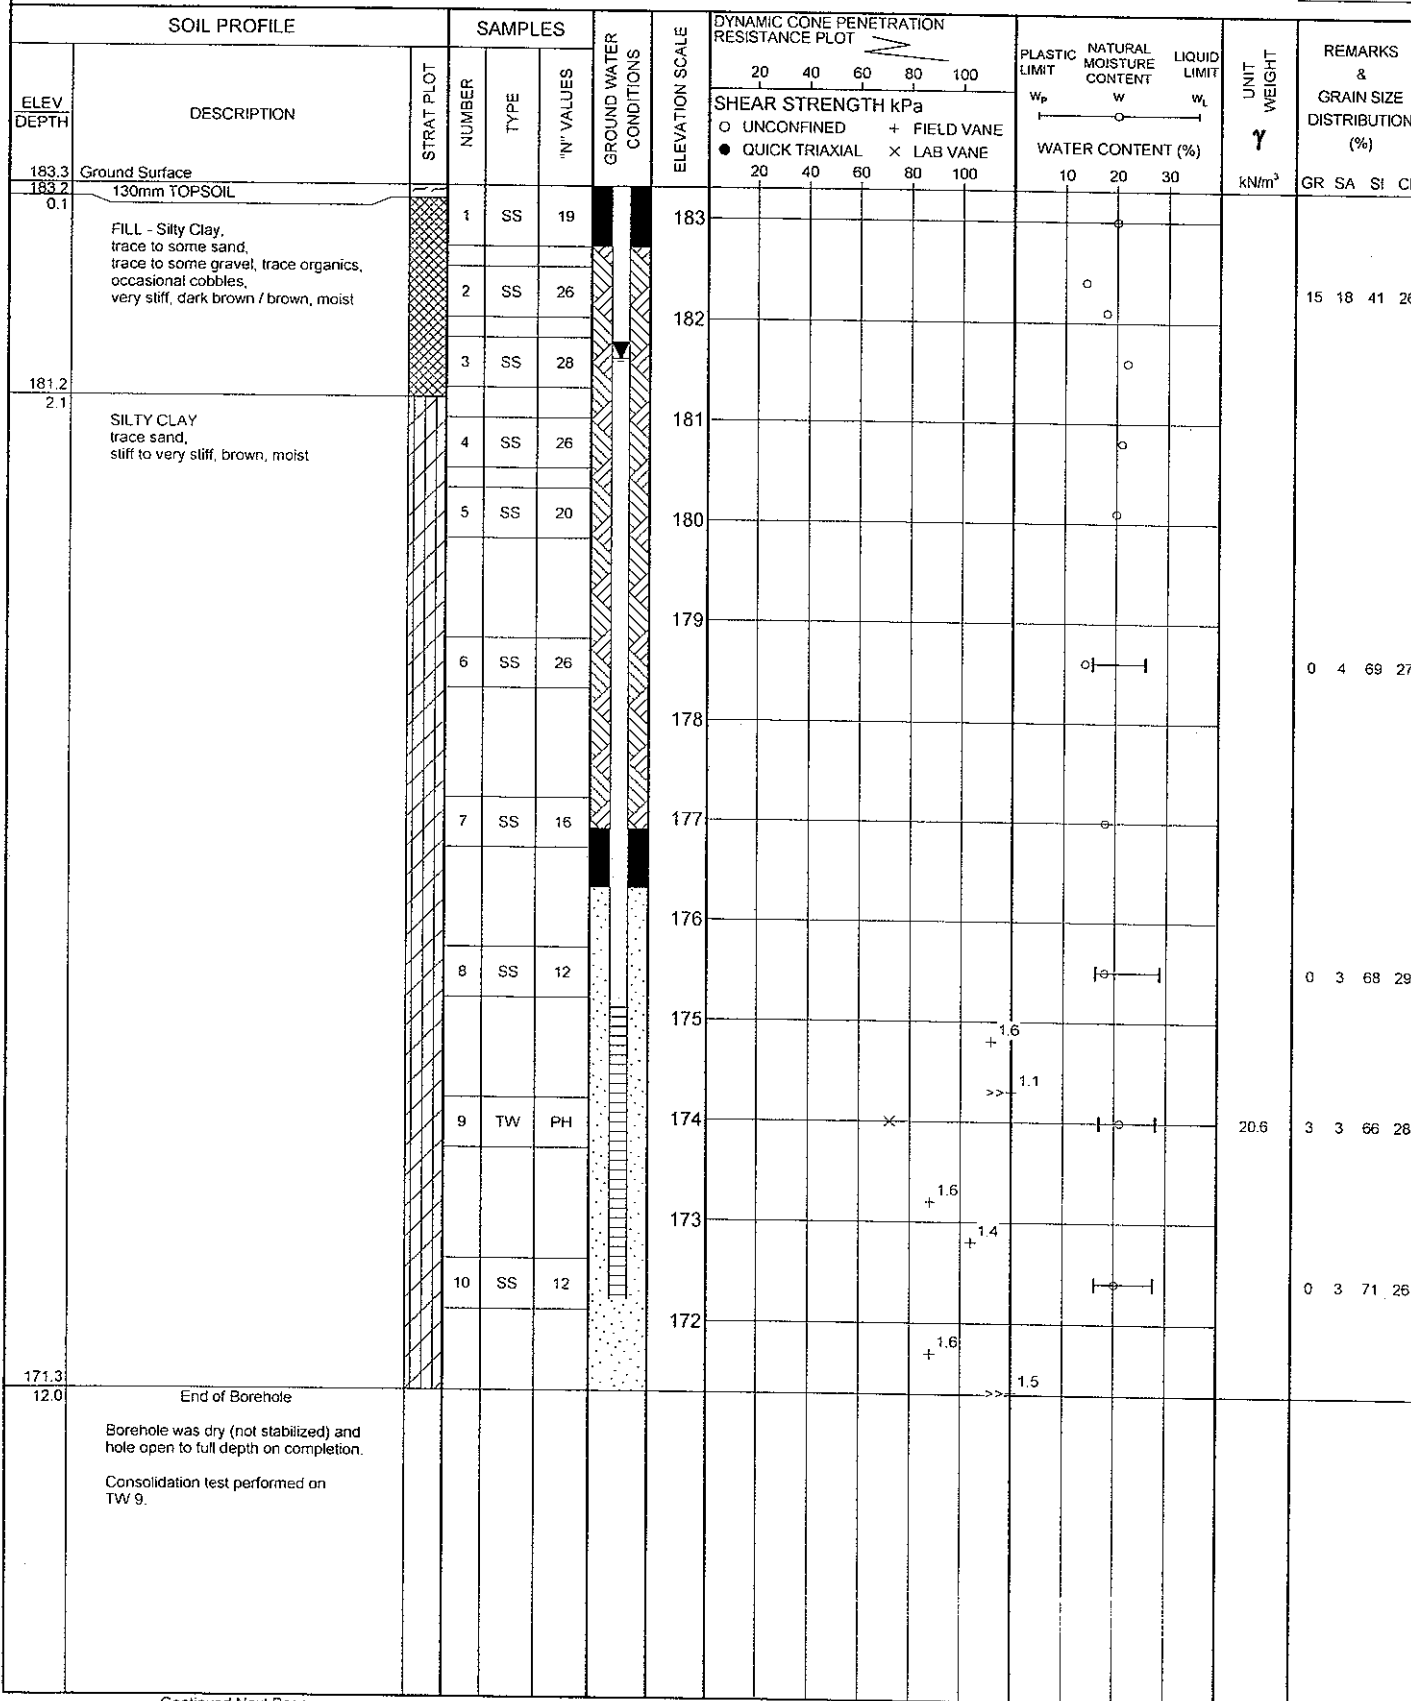 SOIL PROFILE
SAMPLES
GROUND WATER
CONDITIONS
ELEVATION SCALE
DYNAMIC CONE PENETRATION
RESISTANCE PLOT
20 40 60 80 100
SHEAR STRENGTH kPa
○ UNCONFINED + FIELD VANE
● QUICK TRIAXIAL × LAB VANE
20 40 60 80 100
PLASTIC
LIMIT
NATURAL
MOISTURE
CONTENT
LIQUID
LIMIT
WP W WL
WATER CONTENT (%)
10 20 30
UNIT
WEIGHT
γ
kN/m³
REMARKS
&
GRAIN SIZE
DISTRIBUTION
(%)
GR SA SI
ELEV
DEPTH
DESCRIPTION
STRAT PLOT
NUMBER
TYPE
"N" VALUES
183.3 Ground Surface
183.2 130mm TOPSOIL
0.1
1 SS 19
183
FILL - Silty Clay,
trace to some sand,
trace to some gravel, trace organics,
occasional cobbles,
very stiff, dark brown / brown, moist
2 SS 26
15 18 41 26
182
3 SS 28
181.2
2.1
SILTY CLAY
trace sand,
stiff to very stiff, brown, moist
181
4 SS 26
5 SS 20
180
179
6 SS 26
0 4 69 27
178
7 SS 16
177
176
8 SS 12
0 3 68 29
175
1.6
1.1
9 TW PH
174
20.6
3 3 66 28
1.6
173
1.4
10 SS 12
0 3 71 26
172
1.6
171.3
12.0
1.5
End of Borehole
Borehole was dry (not stabilized) and
hole open to full depth on completion.
Consolidation test performed on
TW 9.